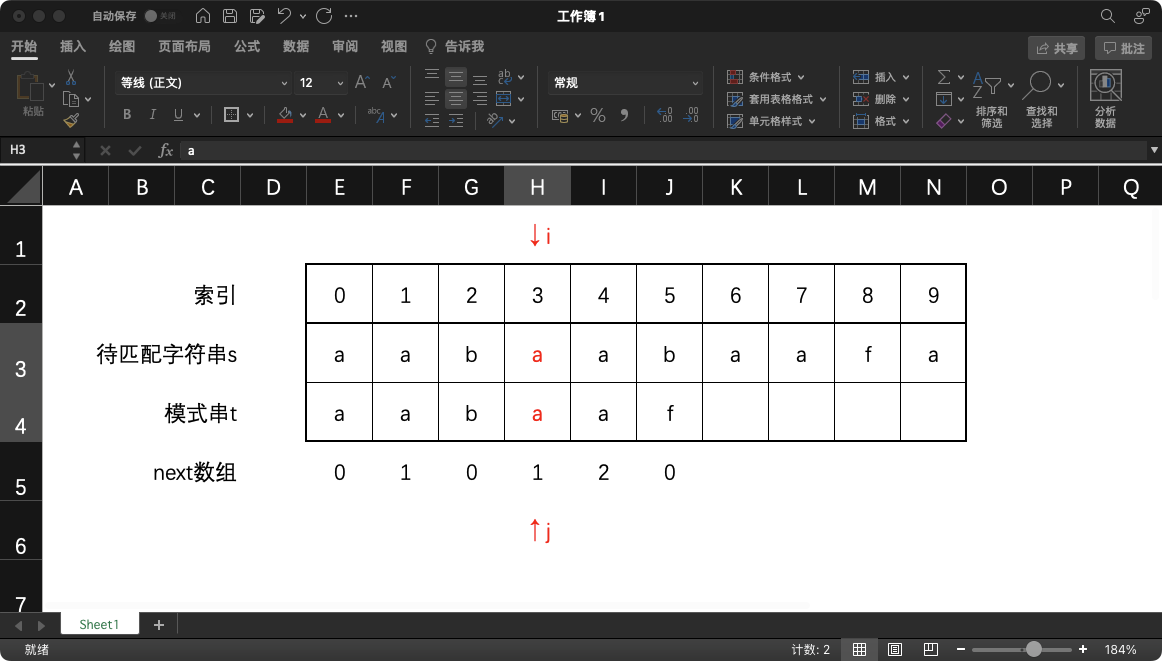 自动保存 关闭 工作簿1
开始 插入 绘图 页面布局 公式 数据 审阅 视图 告诉我 共享 批注
粘贴 等线 (正文) 12 常规 条件格式 插入
套用表格格式 删除 排序和筛选 查找和选择 分析数据
B I U A 单元格样式 格式
H3 fx a
A B C D E F G H I J K L M N O P Q
1 ↓i
2 索引 0 1 2 3 4 5 6 7 8 9
3 待匹配字符串s a a b a a b a a f a
4 模式串t a a b a a f
5 next数组 0 1 0 1 2 0
6 ↑j
7
Sheet1 +
就绪 计数: 2 184%